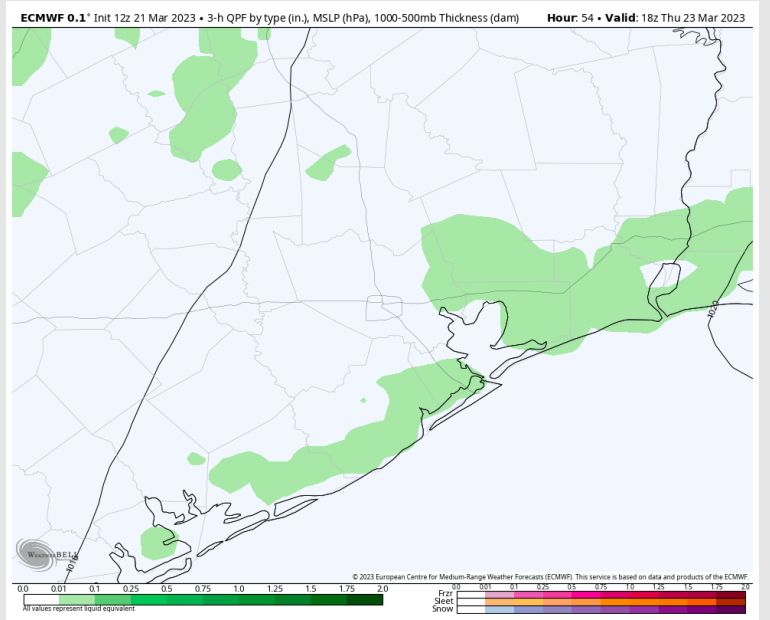 ECMWF 0.1° Init 12z 21 Mar 2023 • 3-h QPF by type (in.), MSLP (hPa), 1000-500mb Thickness (dam) Hour: 54 • Valid: 18z Thu 23 Mar 2023
1020
1016
WEATHERBELL
© 2023 European Centre for Medium-Range Weather Forecasts (ECMWF). This service is based on data and products of the ECMWF.
0.0 0.01 0.1 0.25 0.5 0.75 1.0 1.25 1.5 1.75 2.0
All values represent liquid equivalent
0.0 0.01 0.1 0.25 0.5 0.75 1.0 1.25 1.5 1.75 2.0
Frzr
Sleet
Snow